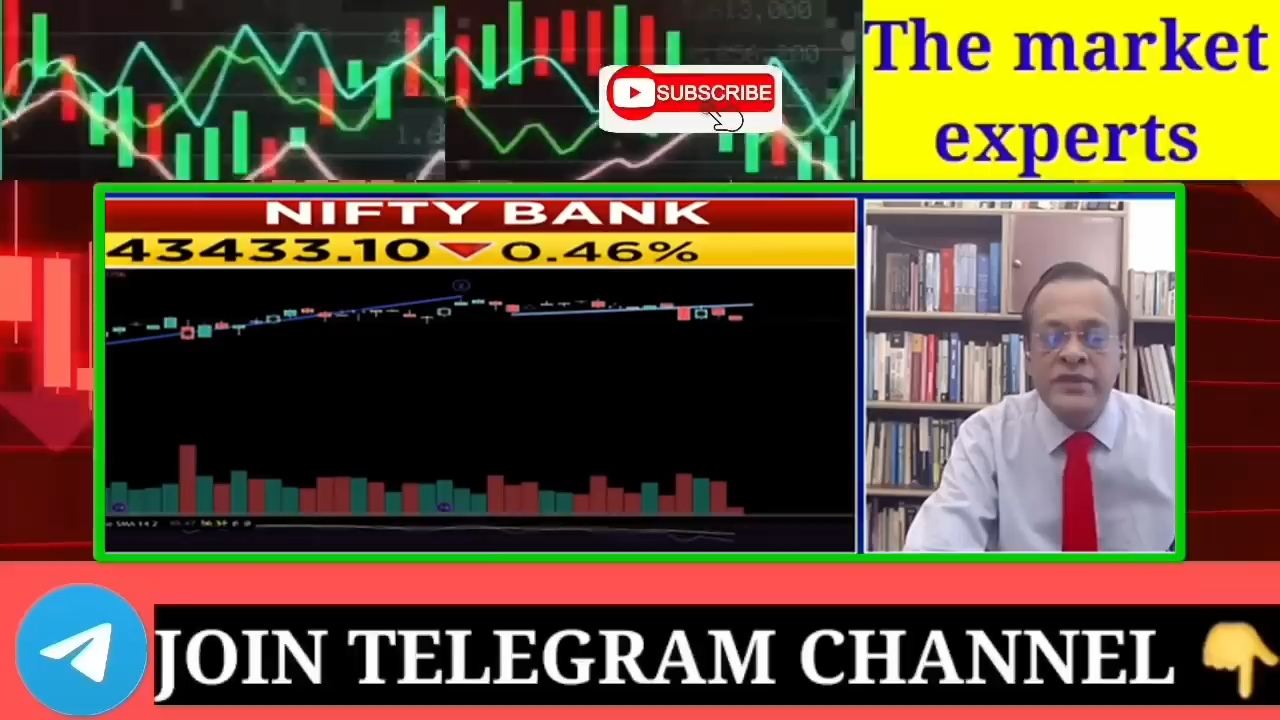 The market
experts
SUBSCRIBE
NIFTY BANK
43433.10 0.46%
JOIN TELEGRAM CHANNEL